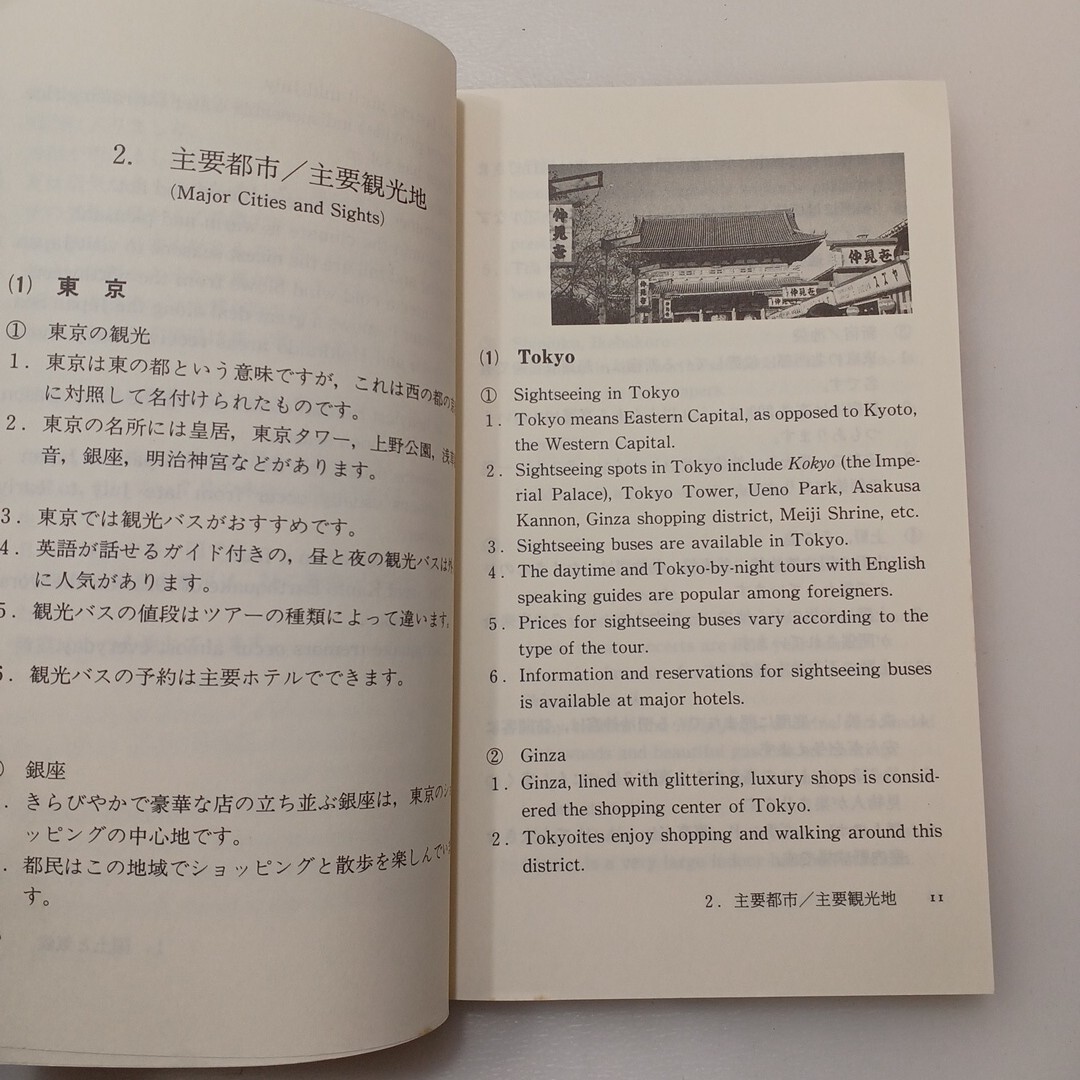 2. 主要都市／主要観光地
(Major Cities and Sights)
(1) 東 京
① 東京の観光
1. 東京は東の都という意味ですが，これは西の都の
に対照して名付けられたものです。
2. 東京の名所には皇居，東京タワー，上野公園，浅
音，銀座，明治神宮などがあります。
3. 東京では観光バスがおすすめです。
4. 英語が話せるガイド付きの，昼と夜の観光バスは
に人気があります。
5. 観光バスの値段はツアーの種類によって違います。
. 観光バスの予約は主要ホテルでできます。
銀座
. きらびやかで豪華な店の立ち並ぶ銀座は，東京の
ッピングの中心地です。
. 都民はこの地域でショッピングと散歩を楽しんでい
す。
仲見世
仲見世
仲見世
(1) Tokyo
① Sightseeing in Tokyo
1. Tokyo means Eastern Capital, as opposed to Kyoto,
the Western Capital.
2. Sightseeing spots in Tokyo include Kokyo (the Impe-
rial Palace), Tokyo Tower, Ueno Park, Asakusa
Kannon, Ginza shopping district, Meiji Shrine, etc.
3. Sightseeing buses are available in Tokyo.
4. The daytime and Tokyo-by-night tours with English
speaking guides are popular among foreigners.
5. Prices for sightseeing buses vary according to the
type of the tour.
6. Information and reservations for sightseeing buses
is available at major hotels.
② Ginza
1. Ginza, lined with glittering, luxury shops is consid-
ered the shopping center of Tokyo.
2. Tokyoites enjoy shopping and walking around this
district.
2. 主要都市／主要観光地 11